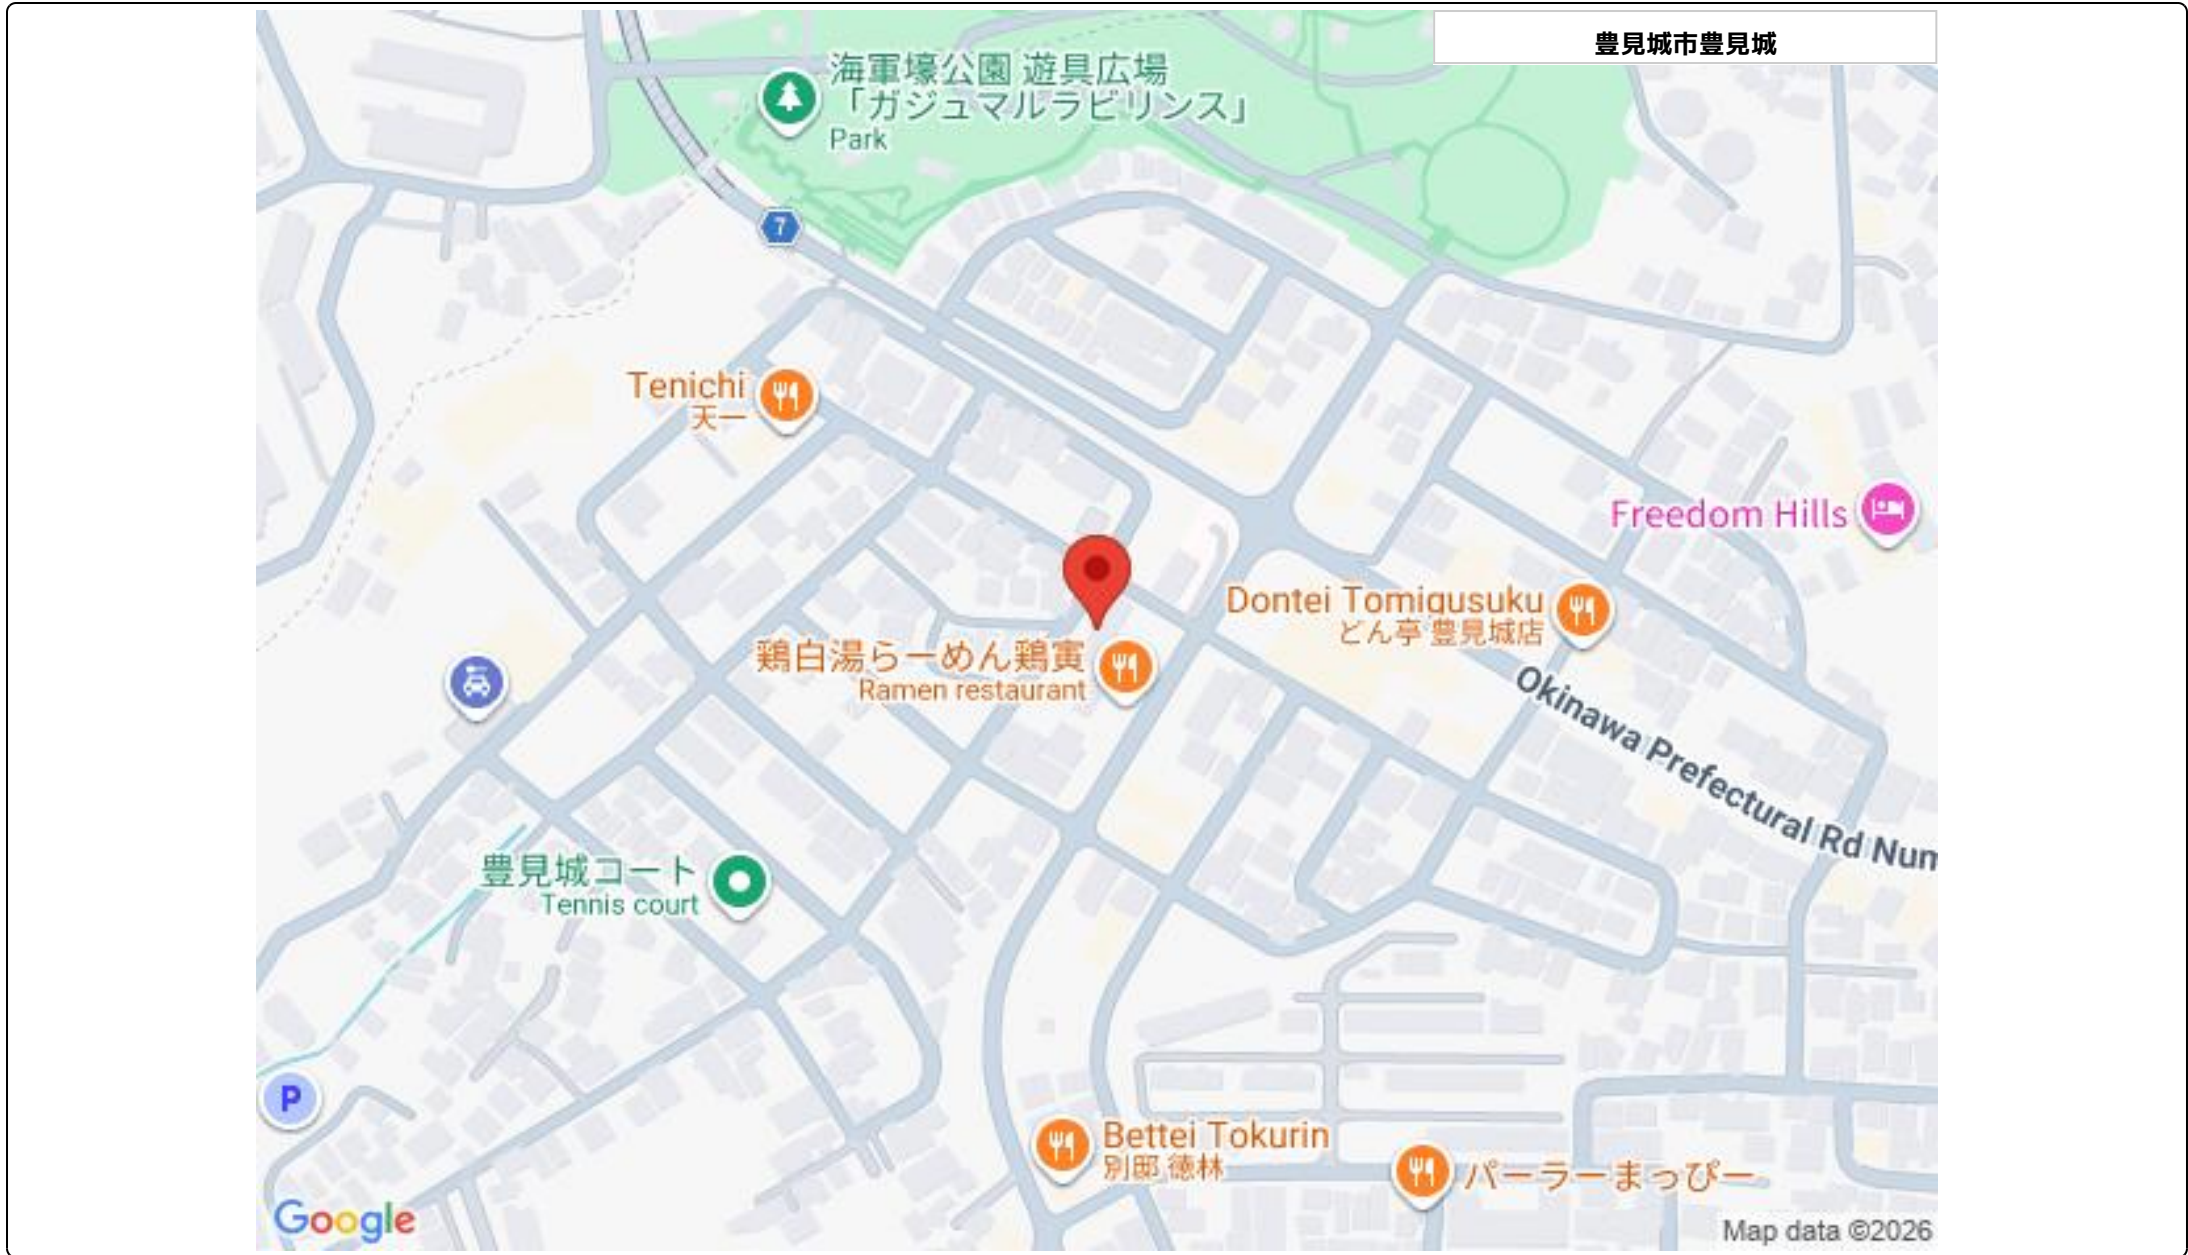 豊見城市豊見城
海軍壕公園 遊具広場
「ガジュマルラビリンス」
Park
7
Tenichi
天一
Freedom Hills
Dontei Tomigusuku
どん亭 豊見城店
鶏白湯らーめん鶏寅
Ramen restaurant
Okinawa Prefectural Rd Num
豊見城コート
Tennis court
P
Bettei Tokurin
別邸 徳林
パーラーまっぴー
Google
Map data ©2026